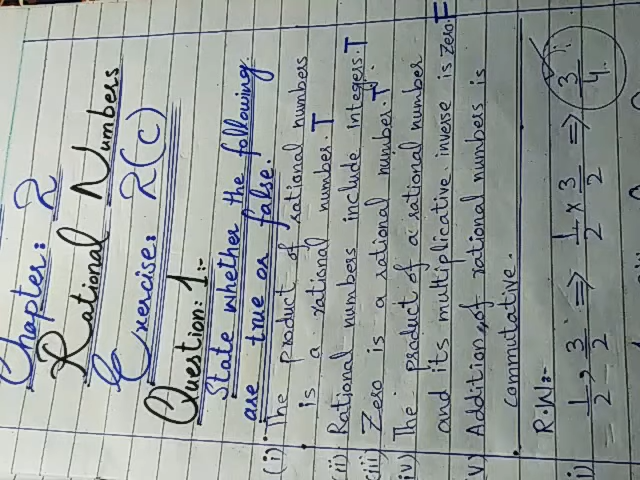 Chapter: 2
Rational Numbers
Exercise: 2(C)
Question: 1:-
State whether the following
are true or false.
(i) The product of rational numbers
is a rational number. T
(ii) Rational numbers include integers. T
(iii) Zero is a rational number. T
iv) The product of a rational number
and its multiplicative inverse is zero. F
v) Addition of rational numbers is
commutative.
R.W:-
i) 1/2, 3/2 => 1/2 x 3/2 => 3/4